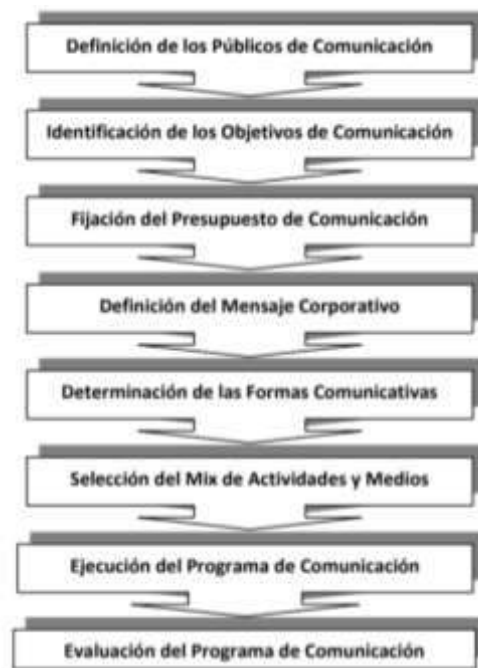 Definición de los Públicos de Comunicación
Identificación de los Objetivos de Comunicación
Fijación del Presupuesto de Comunicación
Definición del Mensaje Corporativo
Determinación de las Formas Comunicativas
Selección del Mix de Actividades y Medios
Ejecución del Programa de Comunicación
Evaluación del Programa de Comunicación